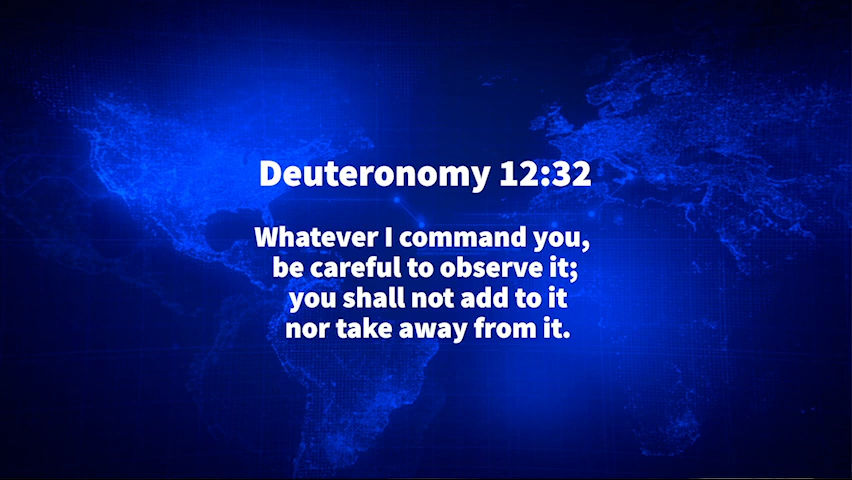 Deuteronomy 12:32
Whatever I command you,
be careful to observe it;
you shall not add to it
nor take away from it.